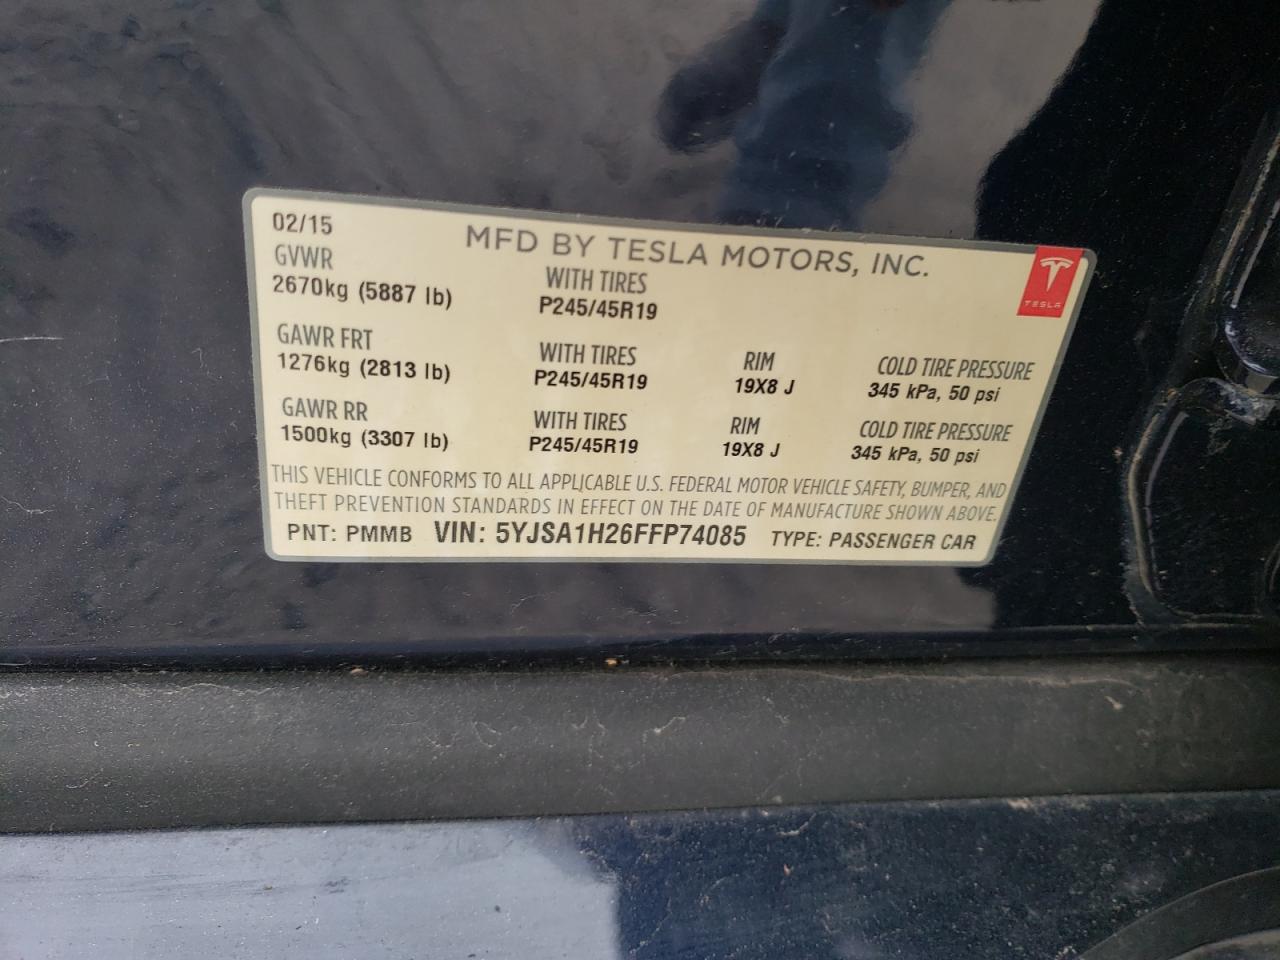 02/15
MFD BY TESLA MOTORS, INC.
TESLA
GVWR
WITH TIRES
2670kg (5887 lb)
P245/45R19
GAWR FRT
WITH TIRES
RIM
COLD TIRE PRESSURE
1276kg (2813 lb)
P245/45R19
19X8 J
345 kPa, 50 psi
GAWR RR
WITH TIRES
RIM
COLD TIRE PRESSURE
1500kg (3307 lb)
P245/45R19
19X8 J
345 kPa, 50 psi
THIS VEHICLE CONFORMS TO ALL APPLICABLE U.S. FEDERAL MOTOR VEHICLE SAFETY, BUMPER, AND
THEFT PREVENTION STANDARDS IN EFFECT ON THE DATE OF MANUFACTURE SHOWN ABOVE.
PNT: PMMB VIN: 5YJSA1H26FFP74085 TYPE: PASSENGER CAR